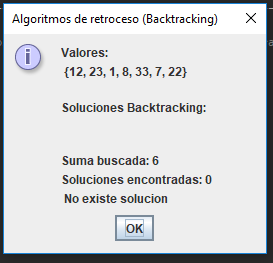 Algoritmos de retroceso (Backtracking)
Valores:
{12, 23, 1, 8, 33, 7, 22}
Soluciones Backtracking:
Suma buscada: 6
Soluciones encontradas: 0
No existe solucion
OK